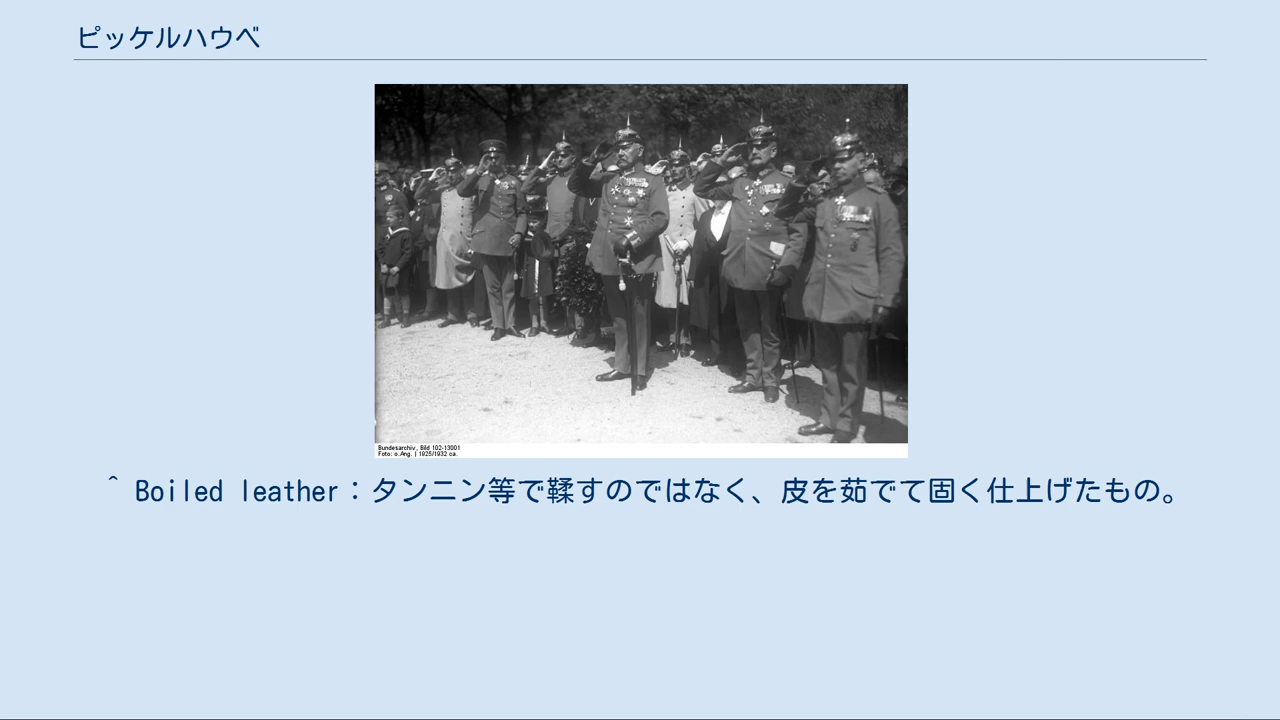 ピッケルハウベ
Bundesarchiv, Bild 102-13001
Foto: o.Ang. | 1925/1932 ca.
^ Boiled leather：タンニン等で鞣すのではなく、皮を茹でて固く仕上げたもの。